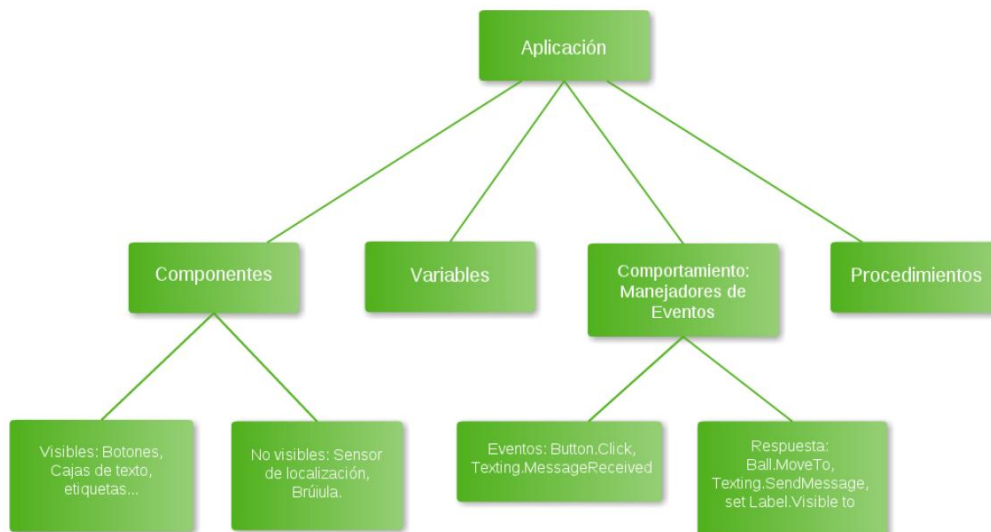 Aplicación
Componentes
Variables
Comportamiento:
Manejadores de
Eventos
Procedimientos
Visibles: Botones,
Cajas de texto,
etiquetas...
No visibles: Sensor
de localización,
Brújula.
Eventos: Button.Click,
Texting.MessageReceived
Respuesta:
Ball.MoveTo,
Texting.SendMessage,
set Label.Visible to